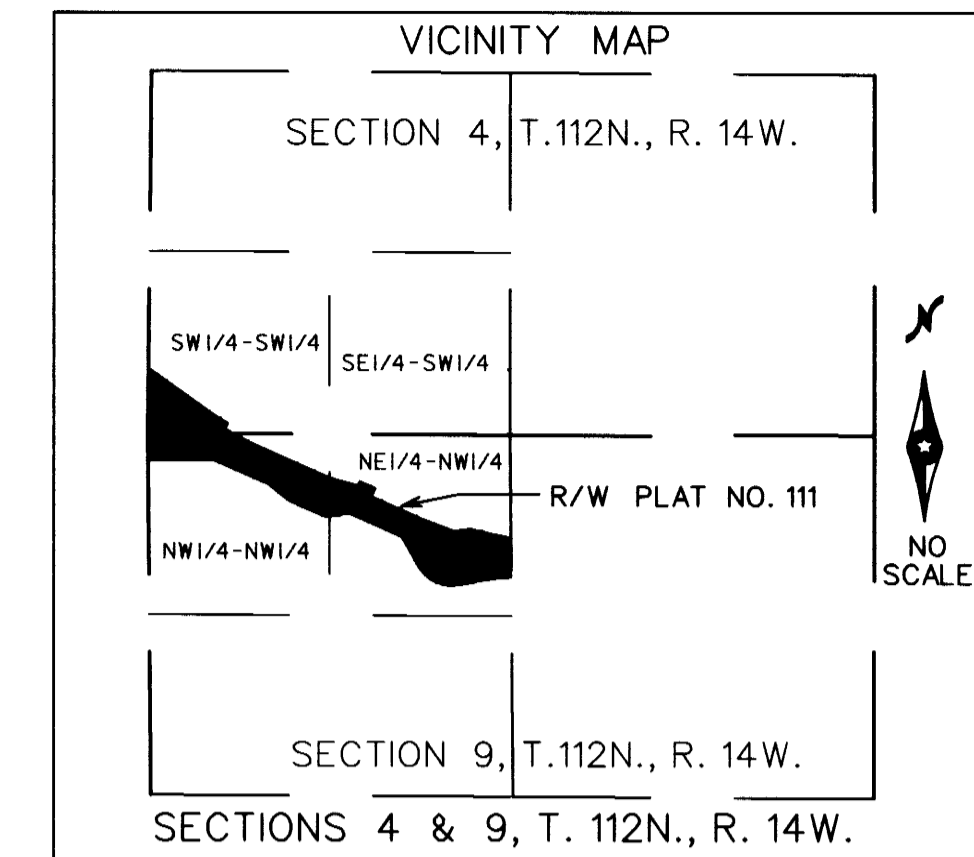 VICINITY MAP
SECTION 4, T.112N., R. 14W.
N
SW1/4-SW1/4
SE1/4-SW1/4
NE1/4-NW1/4
R/W PLAT NO. 111
NW1/4-NW1/4
NO
SCALE
SECTION 9, T.112N., R. 14W.
SECTIONS 4 & 9, T. 112N., R. 14W.